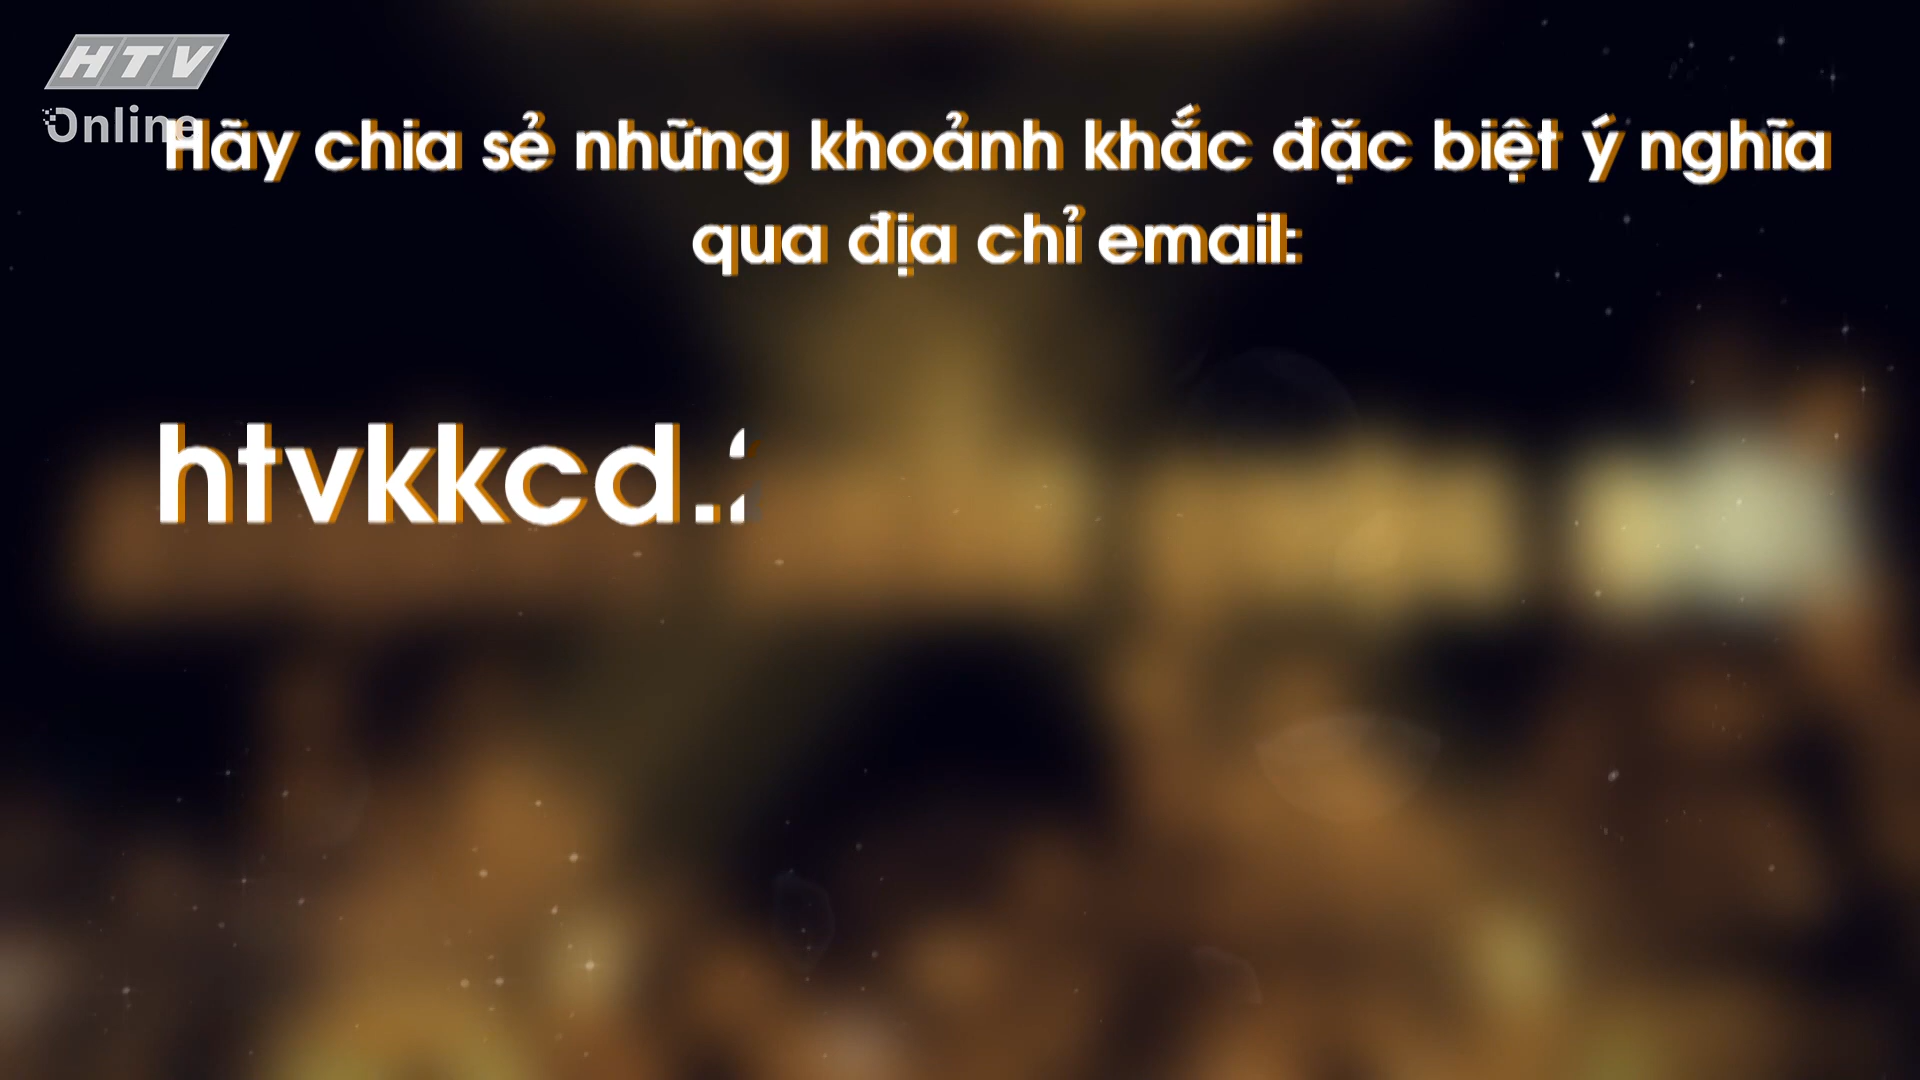 HTV
Online
Hãy chia sẻ những khoảnh khắc đặc biệt ý nghĩa
qua địa chỉ email:
htvkkcd.